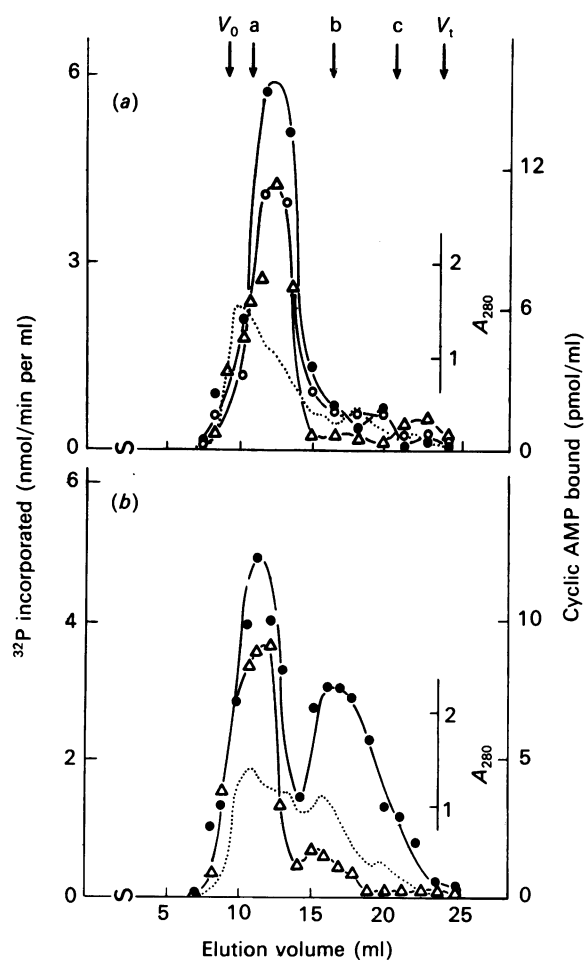 V₀ a b c Vₜ
(a)
6
3
0
12
6
0
2
1
A₂₈₀
(b)
6
4
2
0
10
5
0
2
1
A₂₈₀
³²P incorporated (nmol/min per ml)
Cyclic AMP bound (pmol/ml)
5 10 15 20 25
Elution volume (ml)